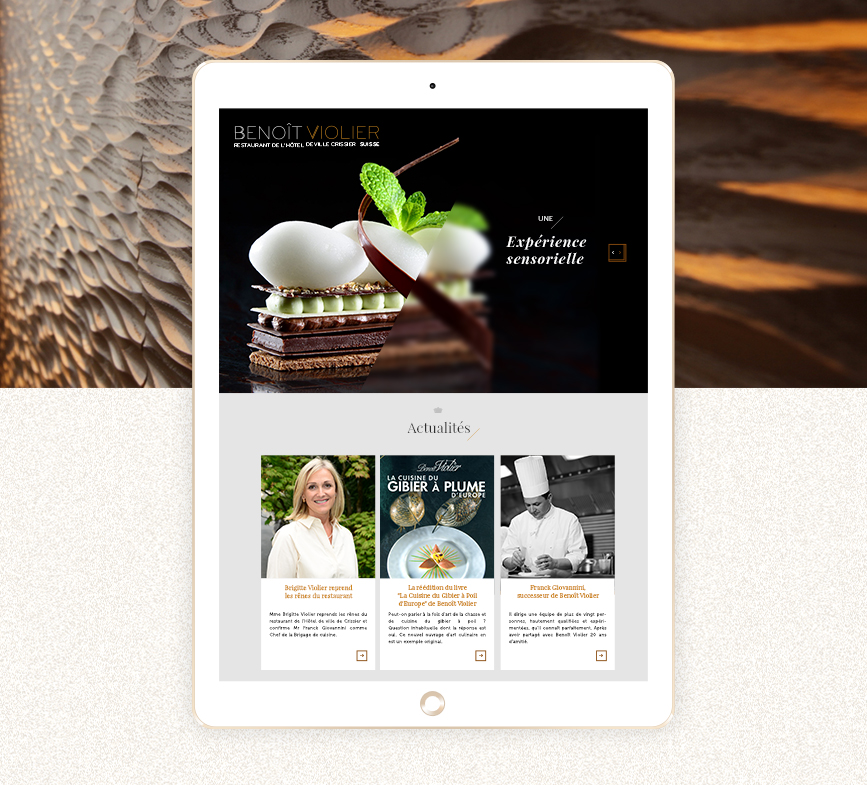 BENOÎT VIOLIER
RESTAURANT DE L'HÔTEL DE VILLE CRISSIER SUISSE
UNE
Expérience
sensorielle
Actualités
Benoît Violier
LA CUISINE DU
GIBIER À PLUME
D'EUROPE
Brigitte Violier reprend
les rênes du restaurant
Mme Brigitte Violier reprends les rênes du
restaurant de l'Hôtel de ville de Crissier et
confirme Mr Franck Giovannini comme
Chef de la Brigade de cuisine.
La réédition du livre
"La Cuisine du Gibier à Poil
d'Europe" de Benoît Violier
Peut-on parler à la fois d'art de la chasse et
de cuisine du gibier à poil ?
Question inhabituelle dont la réponse est
oui. Ce nouvel ouvrage d'art culinaire en
est un exemple original.
Franck Giovannini,
successeur de Benoît Violier
Il dirige une équipe de plus de vingt per-
sonnes, hautement qualifiées et expéri-
mentées, qu'il connaît parfaitement, Après
avoir partagé avec Benoît Violier 20 ans
d'amitié.